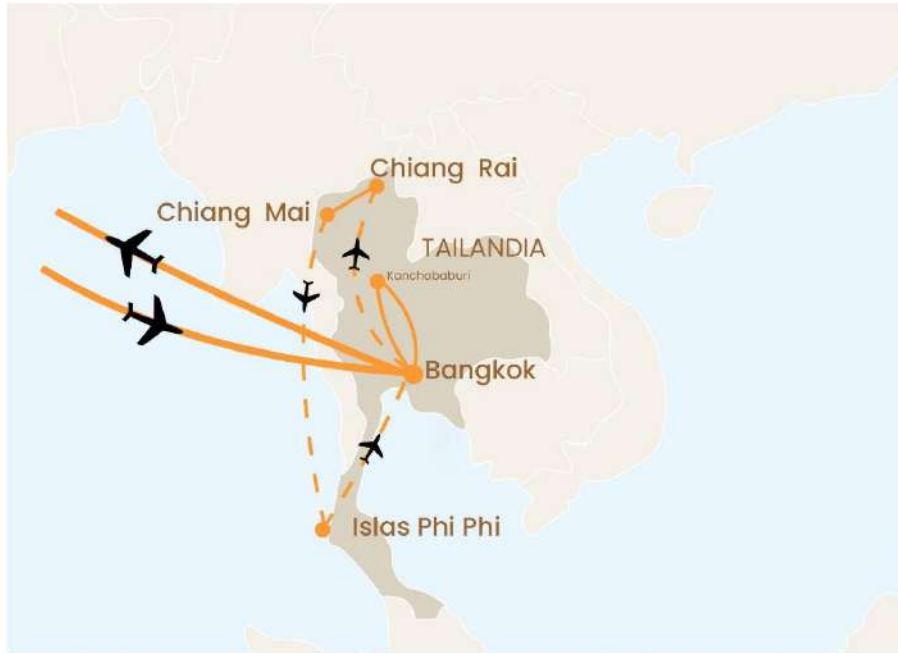 Chiang Rai
Chiang Mai
TAILANDIA
Kanchababuri
Bangkok
Islas Phi Phi